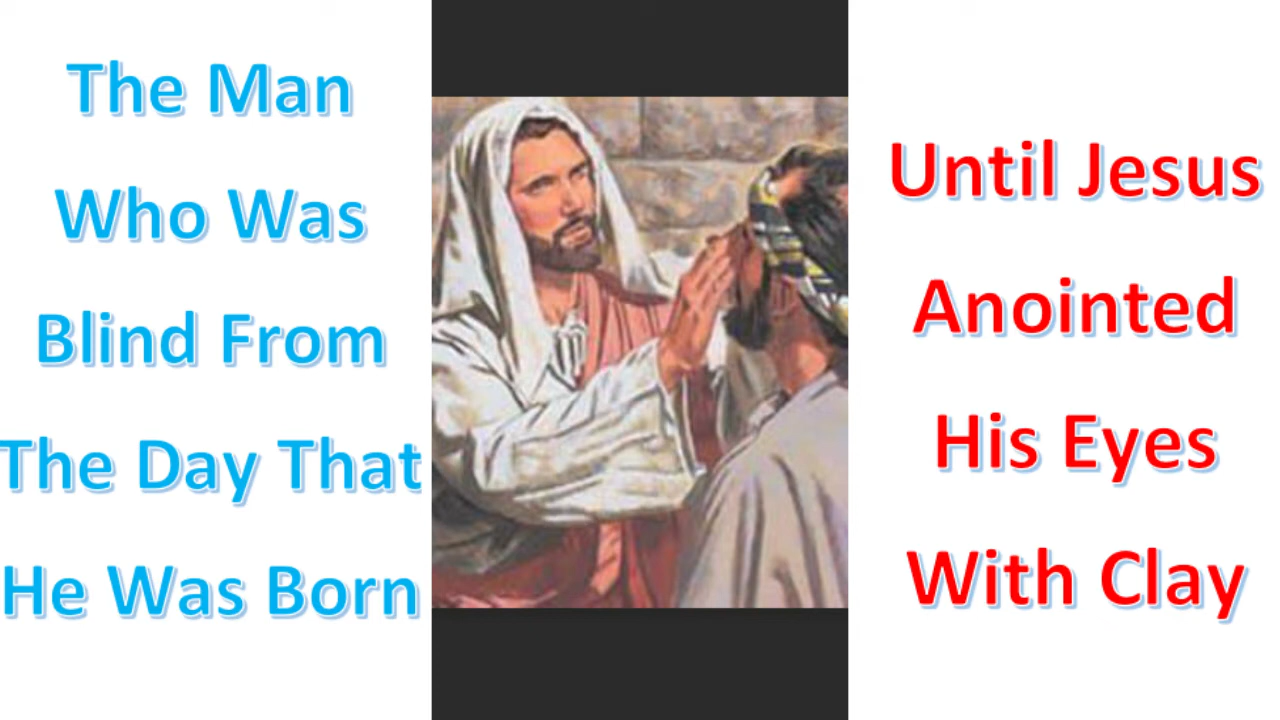 The Man
Who Was
Blind From
The Day That
He Was Born
Until Jesus
Anointed
His Eyes
With Clay